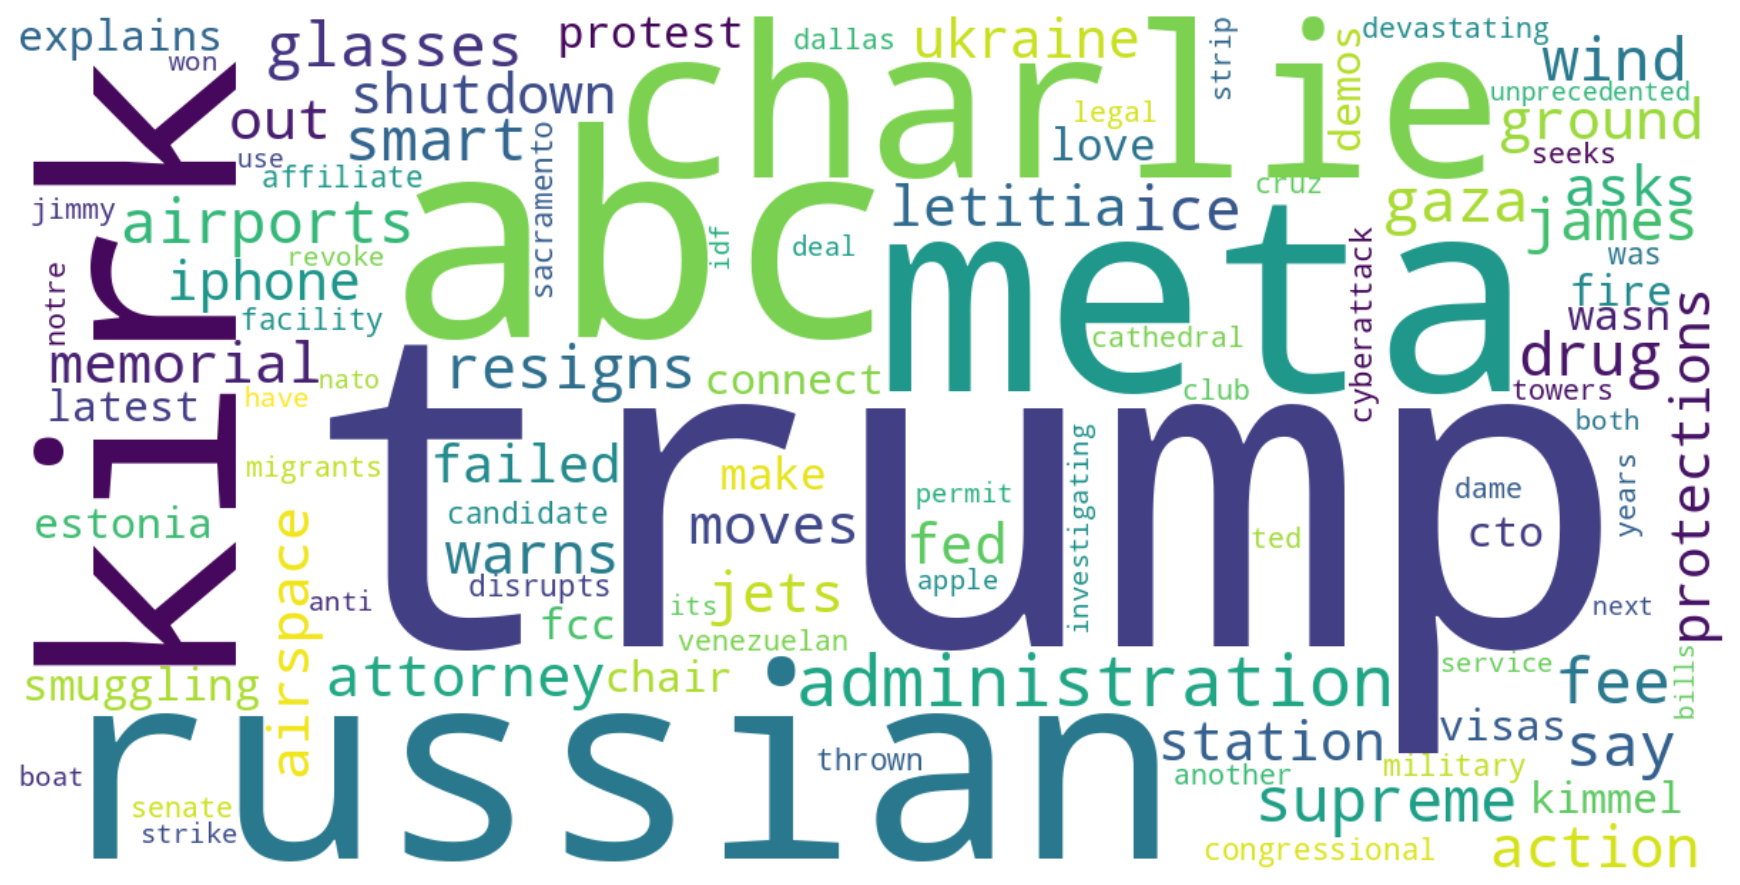 explains
won
glasses
protest
dallas
ukraine
strip
demos
devastating
wind
unprecedented
charlie
shutdown
out
smart
use
affiliate
sacramento
legal
love
ground
seeks
jimmy
airports
revoke
abc
idf
deal
letitia
ice
cruz
gaza
asks
james
was
kirk
notre
iphone
facility
meta
cathedral
cyberattack
fire
wasn
drug
towers
protections
memorial
nato
latest
have
resigns
connect
club
both
trump
migrants
failed
make
investigating
permit
dame
years
estonia
candidate
moves
fed
ted
cto
airspace
warns
disrupts
apple
anti
jets
its
next
fcc
venezuelan
smuggling
attorney
chair
administration
service
fee
bills
russian
station
visas
say
boat
thrown
another
military
senate
strike
supreme
kimmel
congressional
action